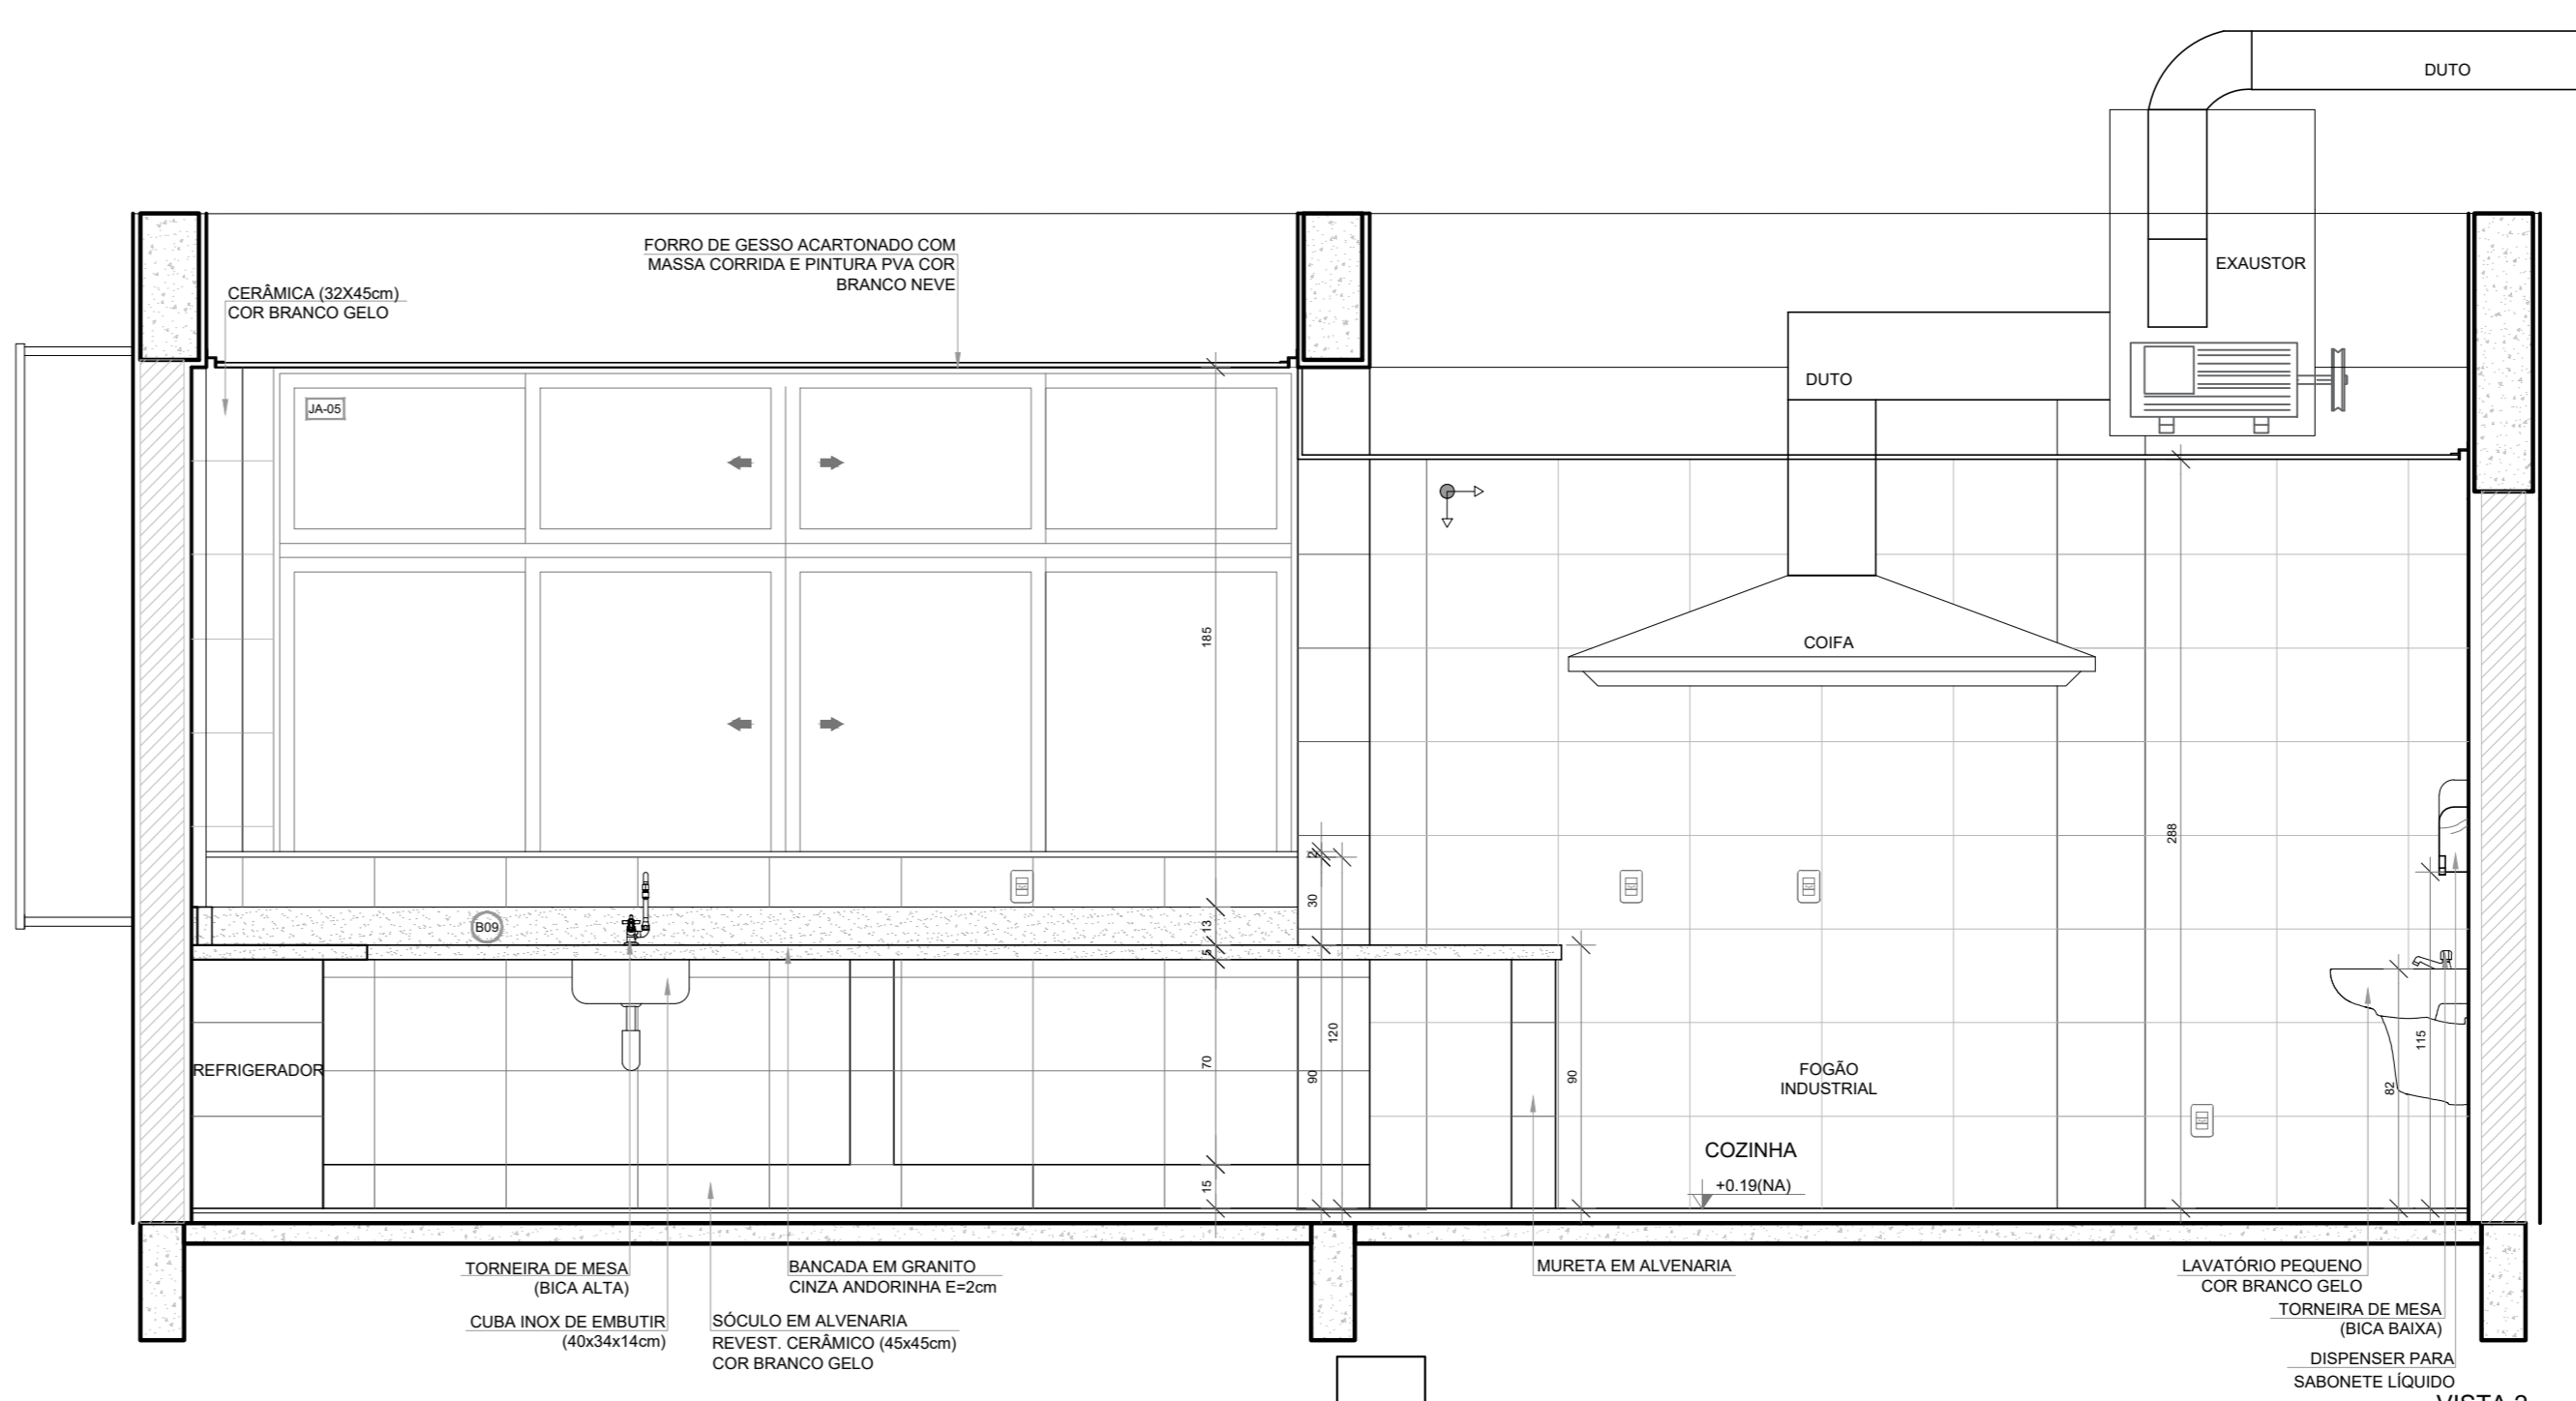 DUTO
EXAUSTOR
FORRO DE GESSO ACARTONADO COM
MASSA CORRIDA E PINTURA PVA COR
BRANCO NEVE
CERÂMICA (32X45cm)
COR BRANCO GELO
DUTO
JA-05
COIFA
185
288
30
13
B09
5
120
115
REFRIGERADOR
70
90
90
FOGÃO
INDUSTRIAL
82
COZINHA
15
+0.19(NA)
TORNEIRA DE MESA
(BICA ALTA)
CUBA INOX DE EMBUTIR
(40x34x14cm)
BANCADA EM GRANITO
CINZA ANDORINHA E=2cm
SÓCULO EM ALVENARIA
REVEST. CERÂMICO (45x45cm)
COR BRANCO GELO
MURETA EM ALVENARIA
LAVATÓRIO PEQUENO
COR BRANCO GELO
TORNEIRA DE MESA
(BICA BAIXA)
DISPENSER PARA
SABONETE LÍQUIDO